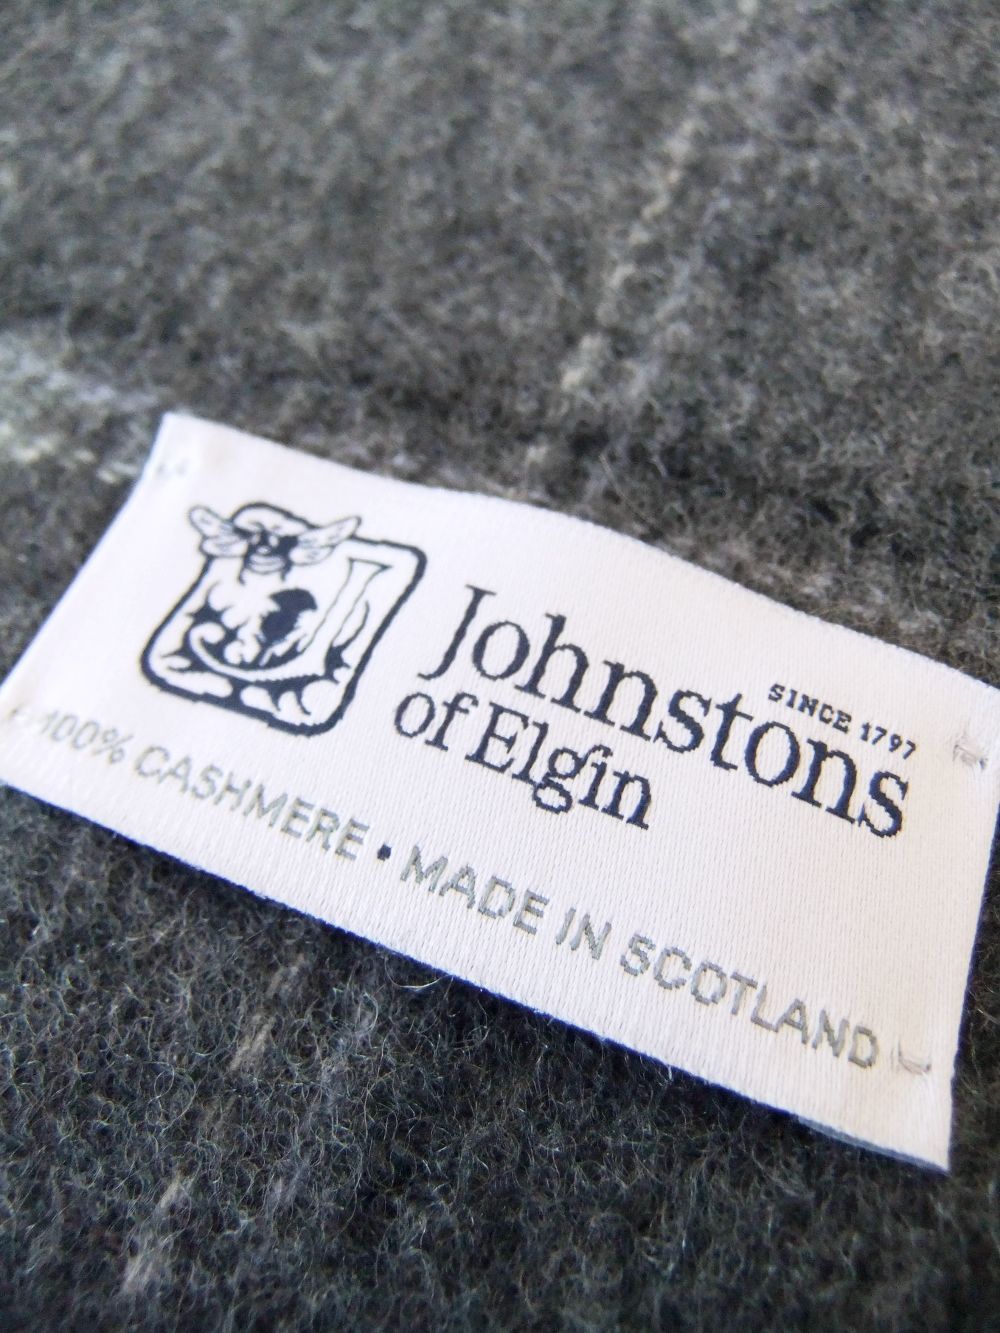 SINCE 1797
Johnstons
of Elgin
100% CASHMERE • MADE IN SCOTLAND